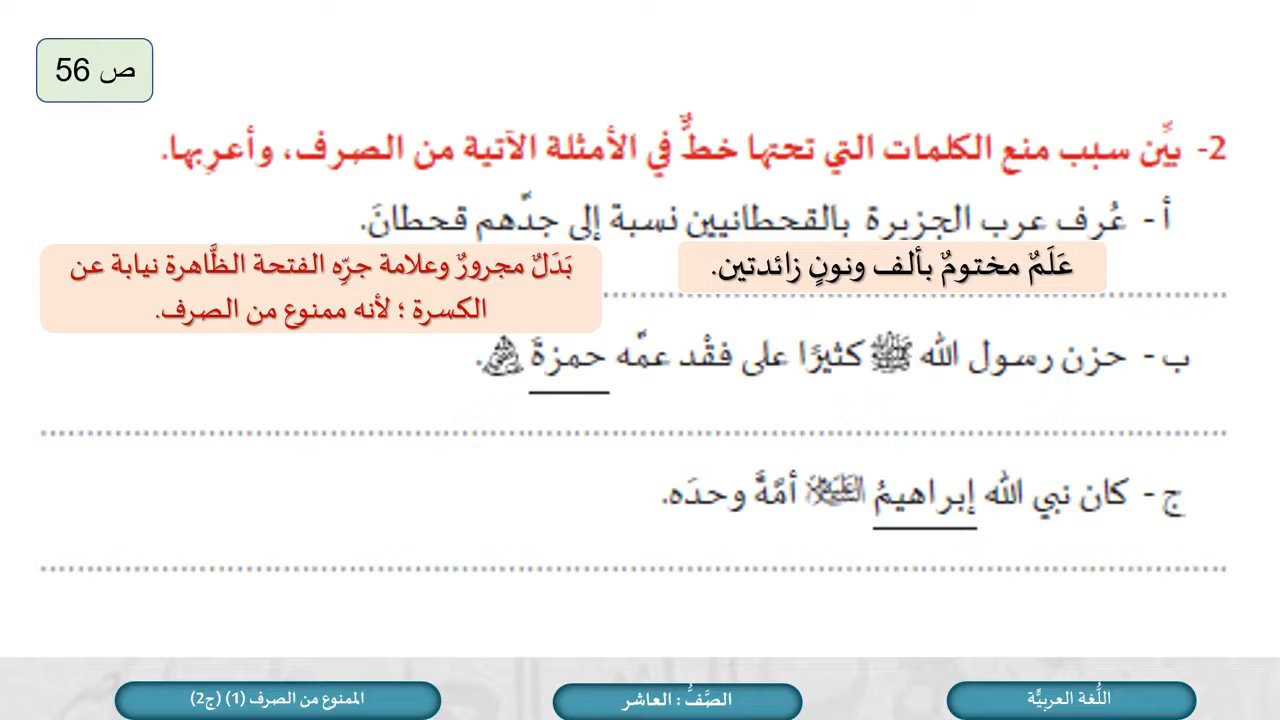 ص 56
2- بيِّن سبب منع الكلمات التي تحتها خطٌّ في الأمثلة الآتية من الصرف، وأعربها.
أ - عُرف عرب الجزيرة بالقحطانيين نسبة إلى جدّهم قحطانَ.
عَلَمٌ مختومٌ بألف ونونٍ زائدتين.
بَدَلٌ مجرورٌ وعلامة جرِّه الفتحة الظَّاهرة نيابة عن
الكسرة ؛ لأنه ممنوع من الصرف.
ب - حزن رسول الله ﷺ كثيرًا على فقْد عمّه حمزةَ .
ج - كان نبي الله إبراهيمُ أمَّةً وحدَه.
اللُّغة العربيَّة
الصَّفُّ : العاشر
الممنوع من الصرف (1) (ج2)